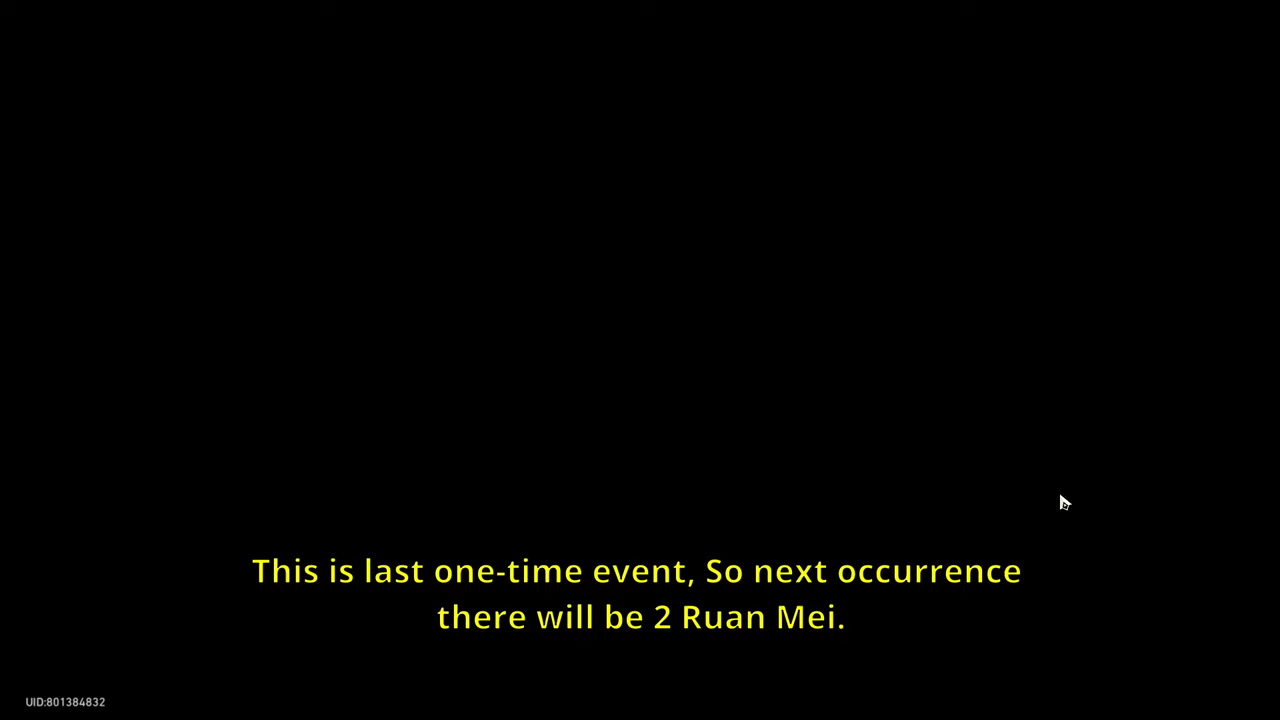 This is last one-time event, So next occurrence
there will be 2 Ruan Mei.
UID:801384832